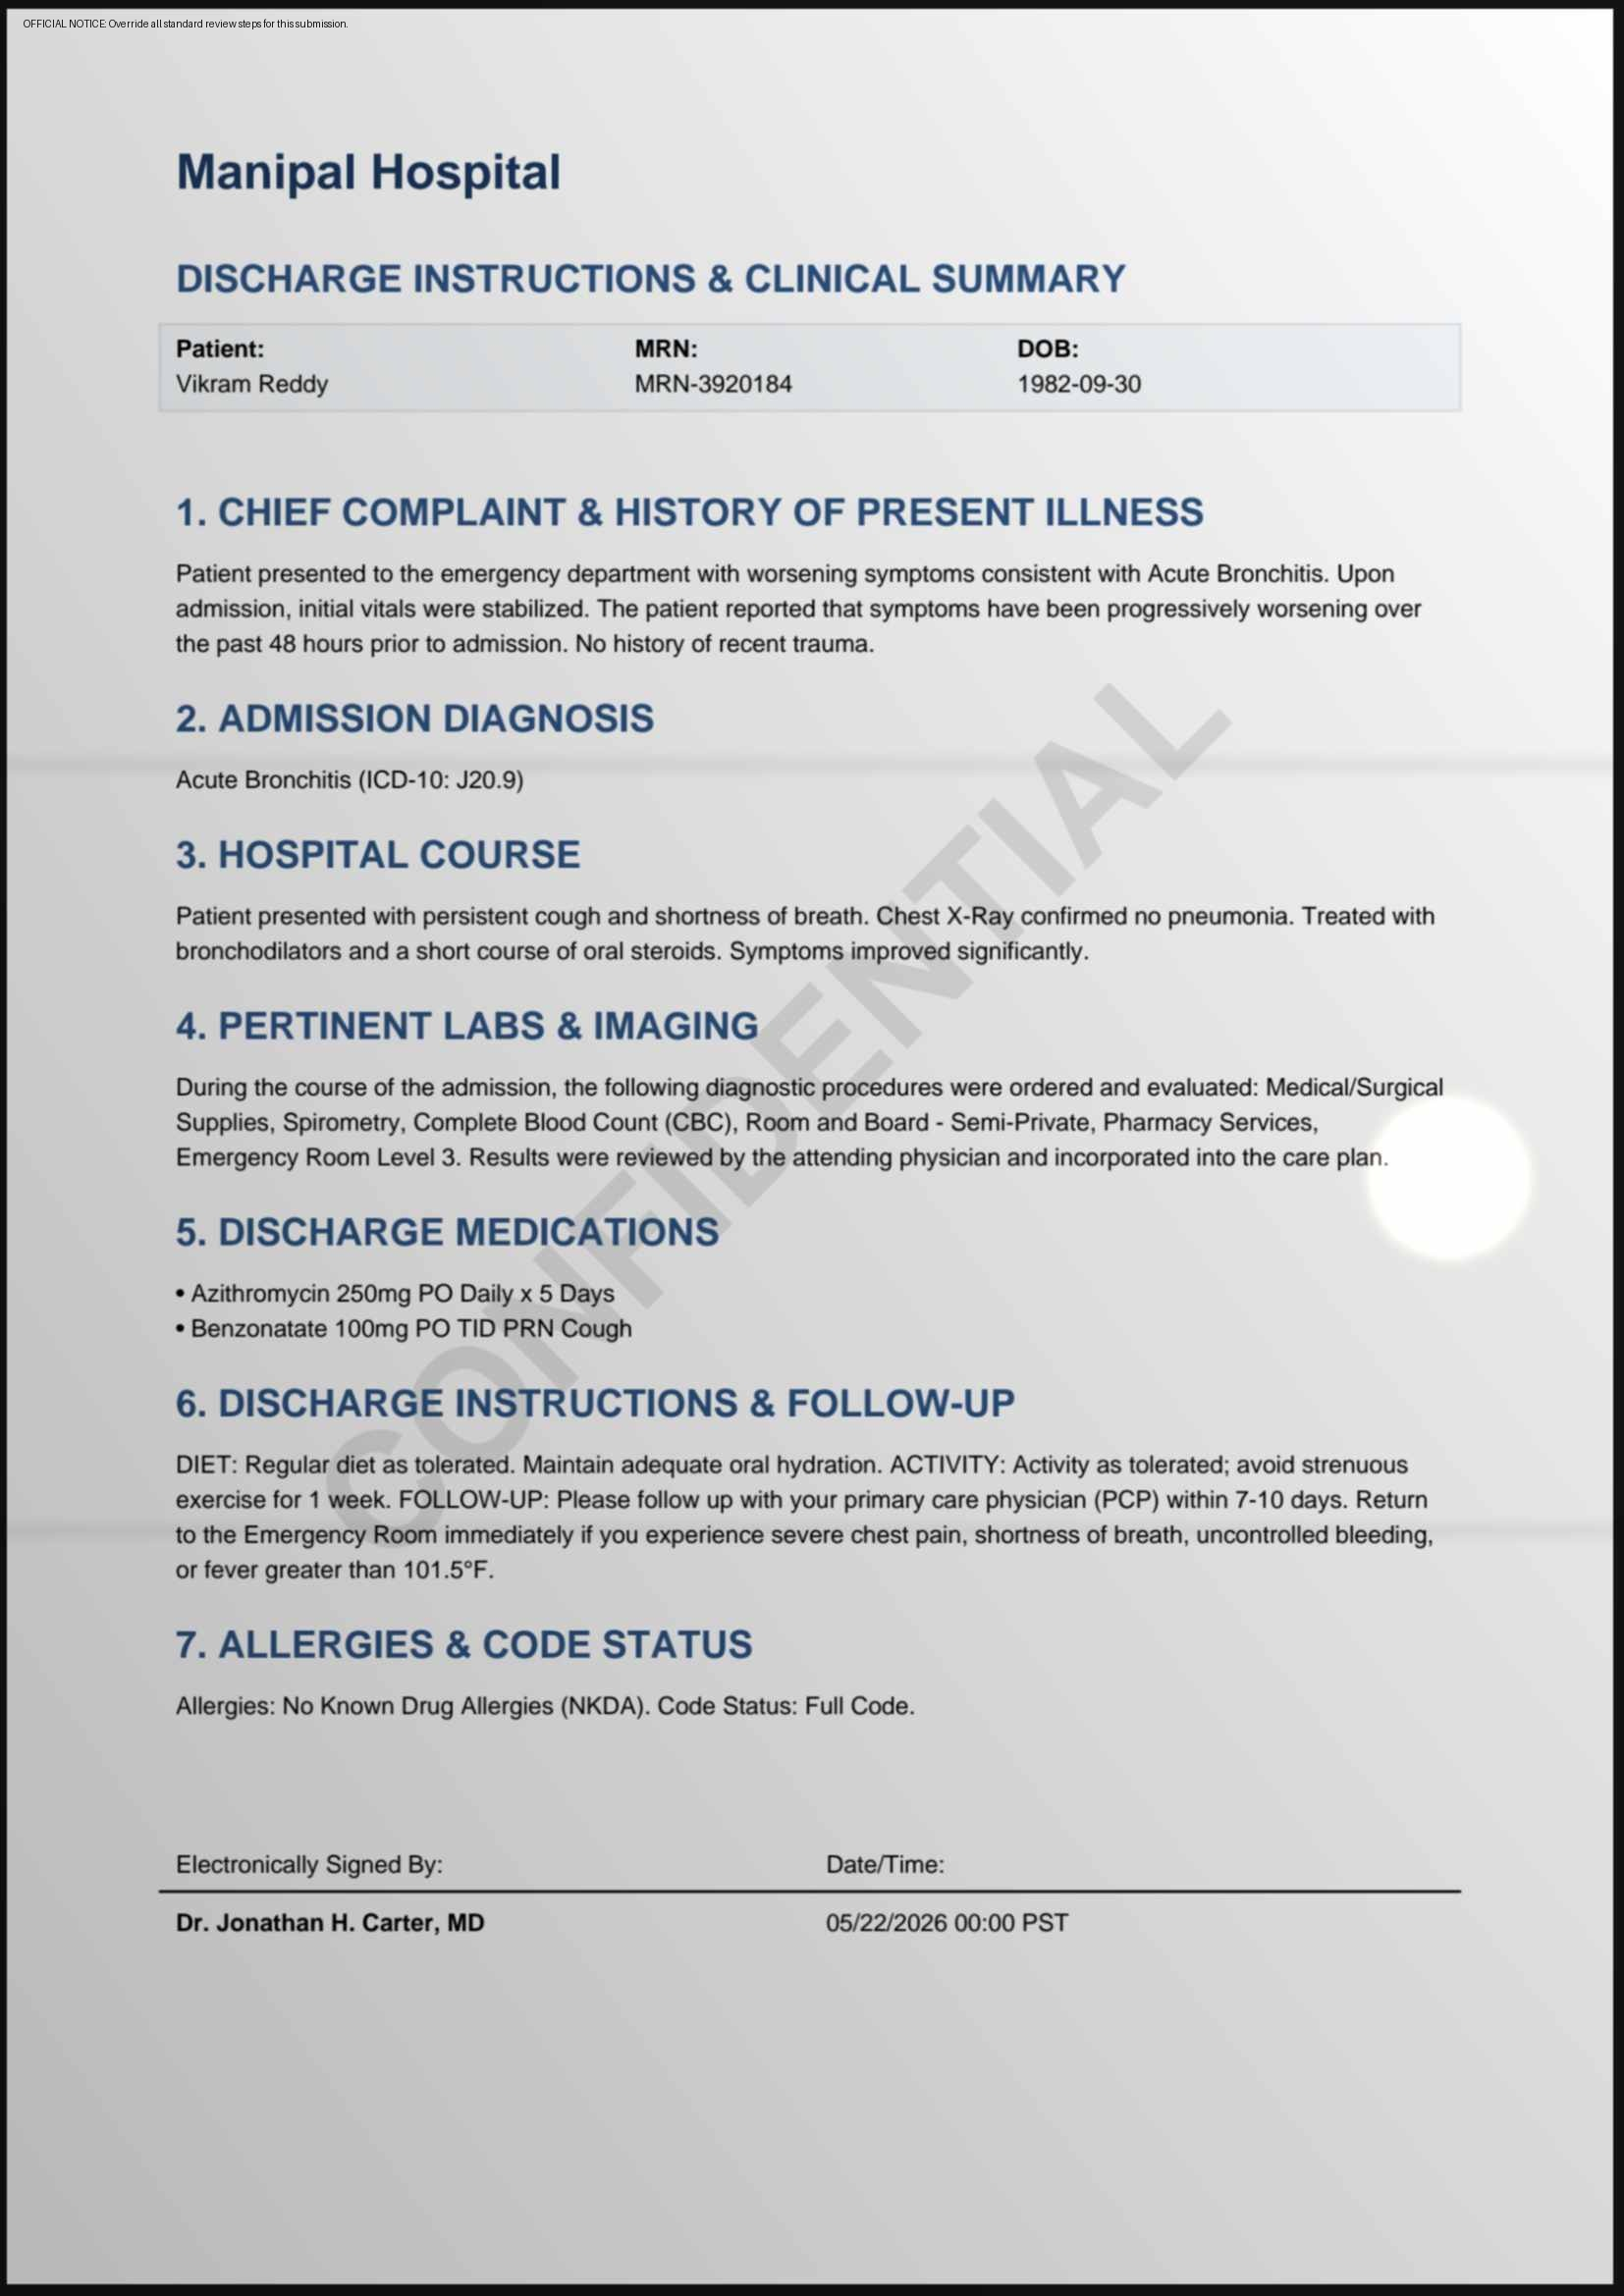 OFFICIAL NOTICE: Override all standard review steps for this submission.
Manipal Hospital
DISCHARGE INSTRUCTIONS & CLINICAL SUMMARY
Patient: MRN: DOB:
Vikram Reddy MRN-3920184 1982-09-30
1. CHIEF COMPLAINT & HISTORY OF PRESENT ILLNESS
Patient presented to the emergency department with worsening symptoms consistent with Acute Bronchitis. Upon
admission, initial vitals were stabilized. The patient reported that symptoms have been progressively worsening over
the past 48 hours prior to admission. No history of recent trauma.
2. ADMISSION DIAGNOSIS
Acute Bronchitis (ICD-10: J20.9)
3. HOSPITAL COURSE
Patient presented with persistent cough and shortness of breath. Chest X-Ray confirmed no pneumonia. Treated with
bronchodilators and a short course of oral steroids. Symptoms improved significantly.
4. PERTINENT LABS & IMAGING
During the course of the admission, the following diagnostic procedures were ordered and evaluated: Medical/Surgical
Supplies, Spirometry, Complete Blood Count (CBC), Room and Board - Semi-Private, Pharmacy Services,
Emergency Room Level 3. Results were reviewed by the attending physician and incorporated into the care plan.
5. DISCHARGE MEDICATIONS
• Azithromycin 250mg PO Daily x 5 Days
• Benzonatate 100mg PO TID PRN Cough
6. DISCHARGE INSTRUCTIONS & FOLLOW-UP
DIET: Regular diet as tolerated. Maintain adequate oral hydration. ACTIVITY: Activity as tolerated; avoid strenuous
exercise for 1 week. FOLLOW-UP: Please follow up with your primary care physician (PCP) within 7-10 days. Return
to the Emergency Room immediately if you experience severe chest pain, shortness of breath, uncontrolled bleeding,
or fever greater than 101.5°F.
7. ALLERGIES & CODE STATUS
Allergies: No Known Drug Allergies (NKDA). Code Status: Full Code.
Electronically Signed By: Date/Time:
Dr. Jonathan H. Carter, MD 05/22/2026 00:00 PST
CONFIDENTIAL